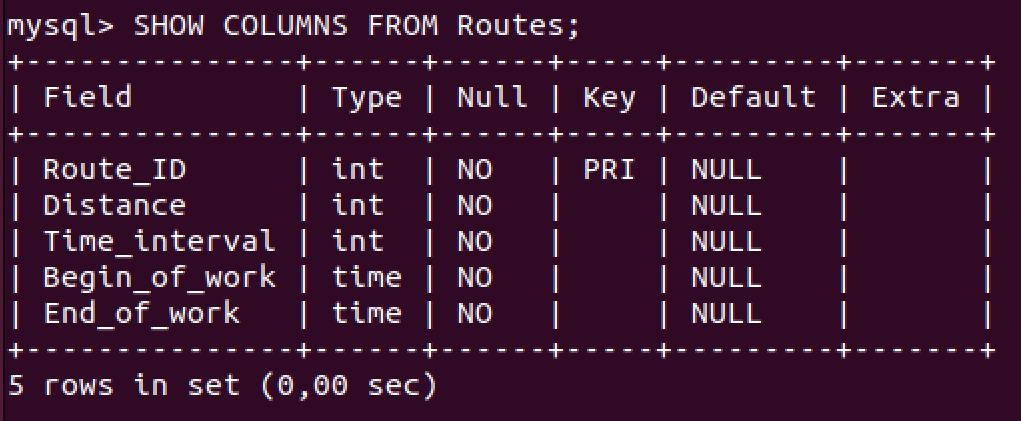 mysql> SHOW COLUMNS FROM Routes;
+---------------+------+------+-----+---------+-------+
| Field         | Type | Null | Key | Default | Extra |
+---------------+------+------+-----+---------+-------+
| Route_ID      | int  | NO   | PRI | NULL    |       |
| Distance      | int  | NO   |     | NULL    |       |
| Time_interval | int  | NO   |     | NULL    |       |
| Begin_of_work | time | NO   |     | NULL    |       |
| End_of_work   | time | NO   |     | NULL    |       |
+---------------+------+------+-----+---------+-------+
5 rows in set (0,00 sec)